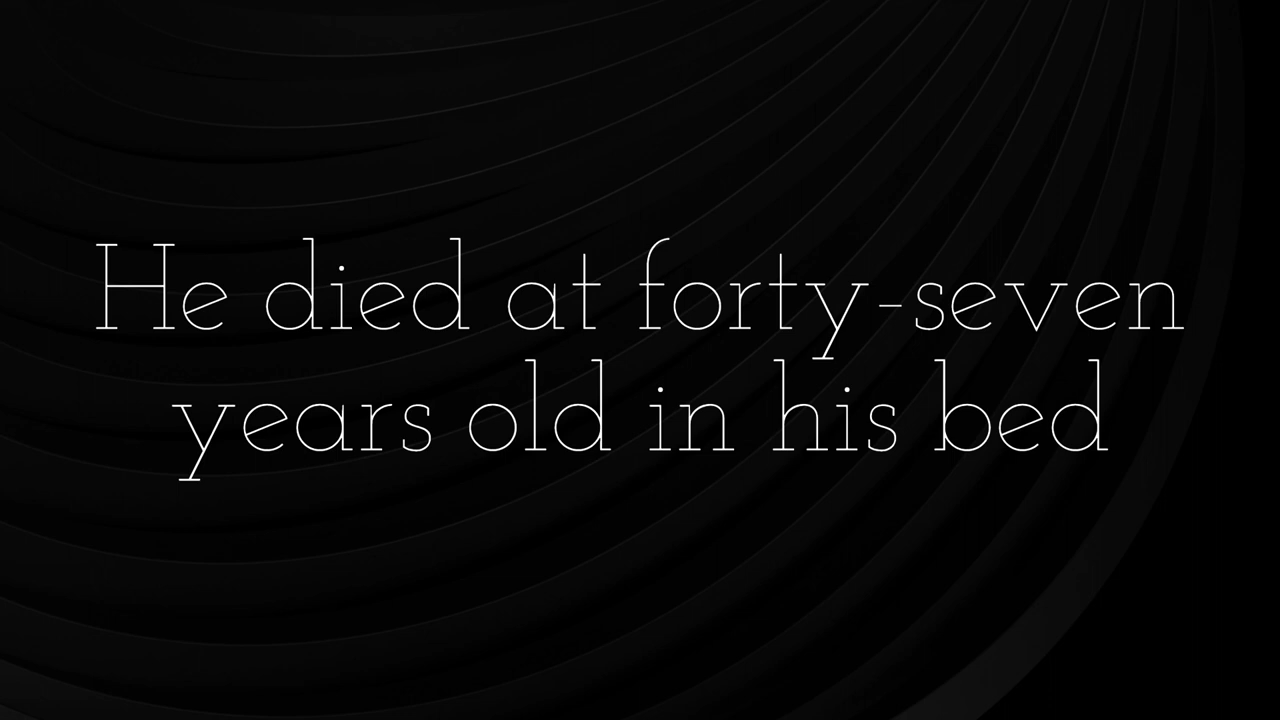 He died at forty-seven
years old in his bed